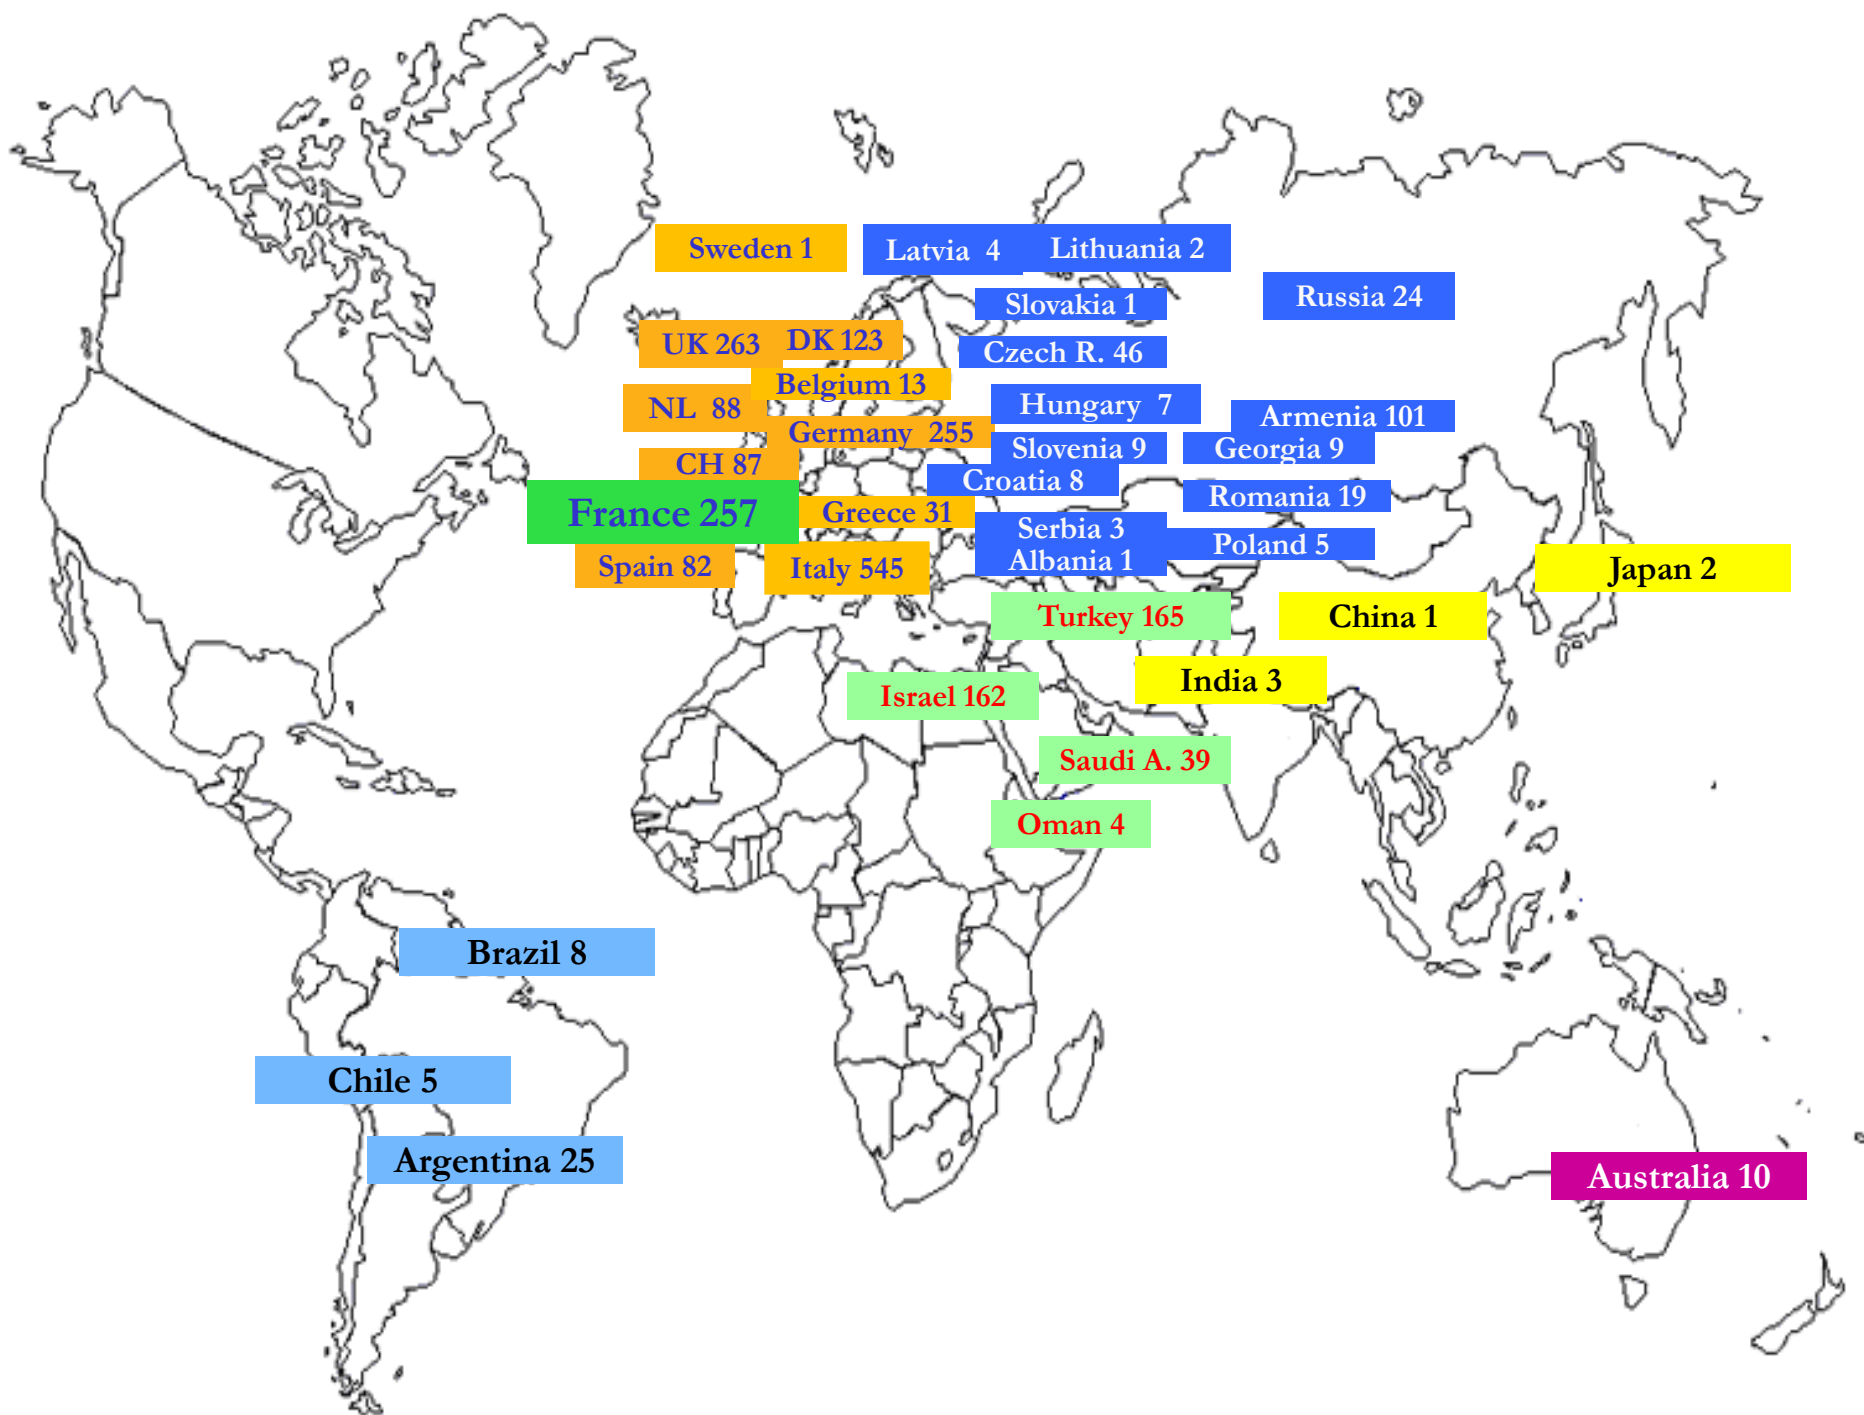 Sweden 1
Latvia 4
Lithuania 2
Slovakia 1
Russia 24
UK 263
DK 123
Czech R. 46
Belgium 13
NL 88
Hungary 7
Armenia 101
Germany 255
Slovenia 9
Georgia 9
CH 87
Croatia 8
Romania 19
France 257
Greece 31
Serbia 3
Albania 1
Poland 5
Spain 82
Italy 545
Japan 2
Turkey 165
China 1
India 3
Israel 162
Saudi A. 39
Oman 4
Brazil 8
Chile 5
Argentina 25
Australia 10